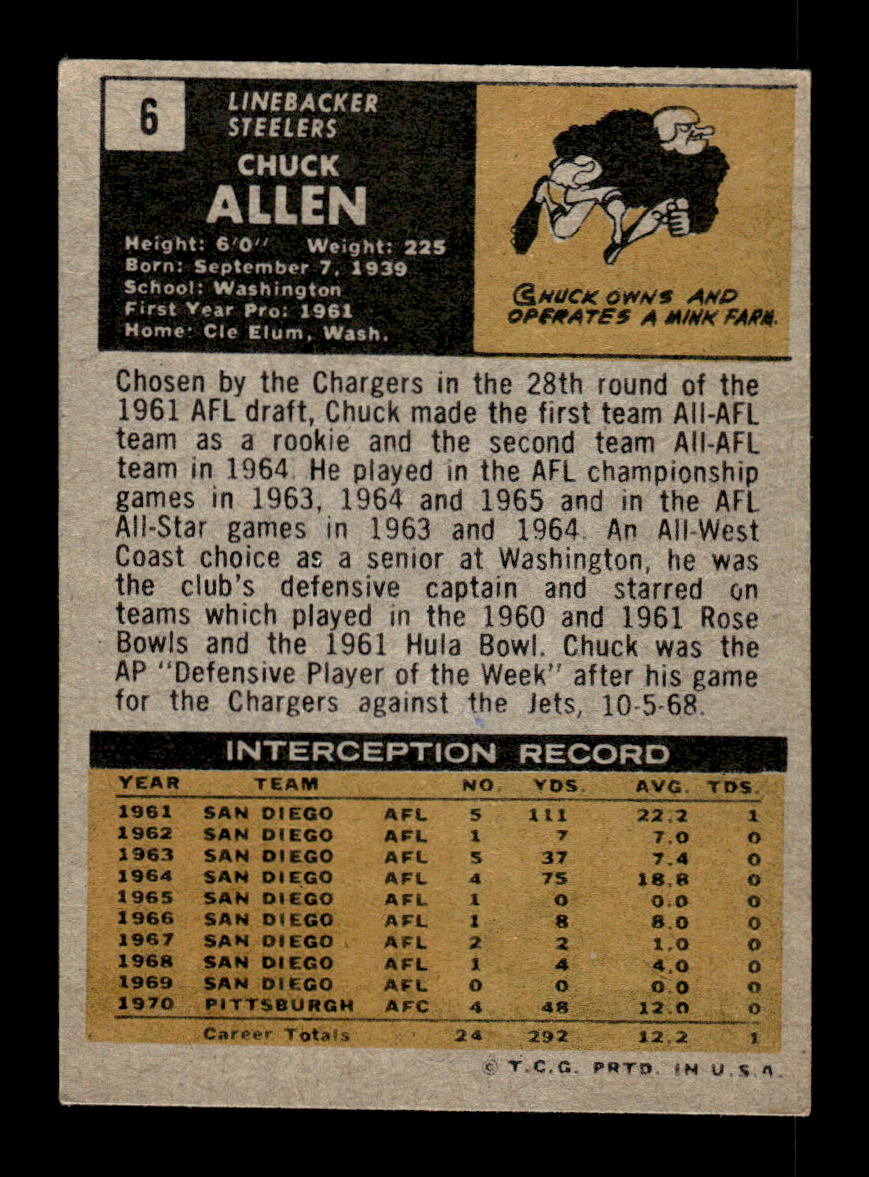 6
LINEBACKER
STEELERS
CHUCK
ALLEN
Height: 6'0" Weight: 225
Born: September 7, 1939
School: Washington
First Year Pro: 1961
Home: Cle Elum, Wash.
CHUCK OWNS AND
OPERATES A MINK FARM.
Chosen by the Chargers in the 28th round of the
1961 AFL draft, Chuck made the first team All-AFL
team as a rookie and the second team All-AFL
team in 1964. He played in the AFL championship
games in 1963, 1964 and 1965 and in the AFL
All-Star games in 1963 and 1964. An All-West
Coast choice as a senior at Washington, he was
the club's defensive captain and starred on
teams which played in the 1960 and 1961 Rose
Bowls and the 1961 Hula Bowl. Chuck was the
AP "Defensive Player of the Week" after his game
for the Chargers against the Jets, 10-5-68.
INTERCEPTION RECORD
YEAR TEAM NO. YDS. AVG. TDS.
1961 SAN DIEGO AFL 5 111 22.2 1
1962 SAN DIEGO AFL 1 7 7.0 0
1963 SAN DIEGO AFL 5 37 7.4 0
1964 SAN DIEGO AFL 4 75 18.8 0
1965 SAN DIEGO AFL 1 0 0.0 0
1966 SAN DIEGO AFL 1 8 8.0 0
1967 SAN DIEGO AFL 2 2 1.0 0
1968 SAN DIEGO AFL 1 4 4.0 0
1969 SAN DIEGO AFL 0 0 0.0 0
1970 PITTSBURGH AFC 4 48 12.0 0
Career Totals 24 292 12.2 1
© T.C.G. PRTD. IN U.S.A.